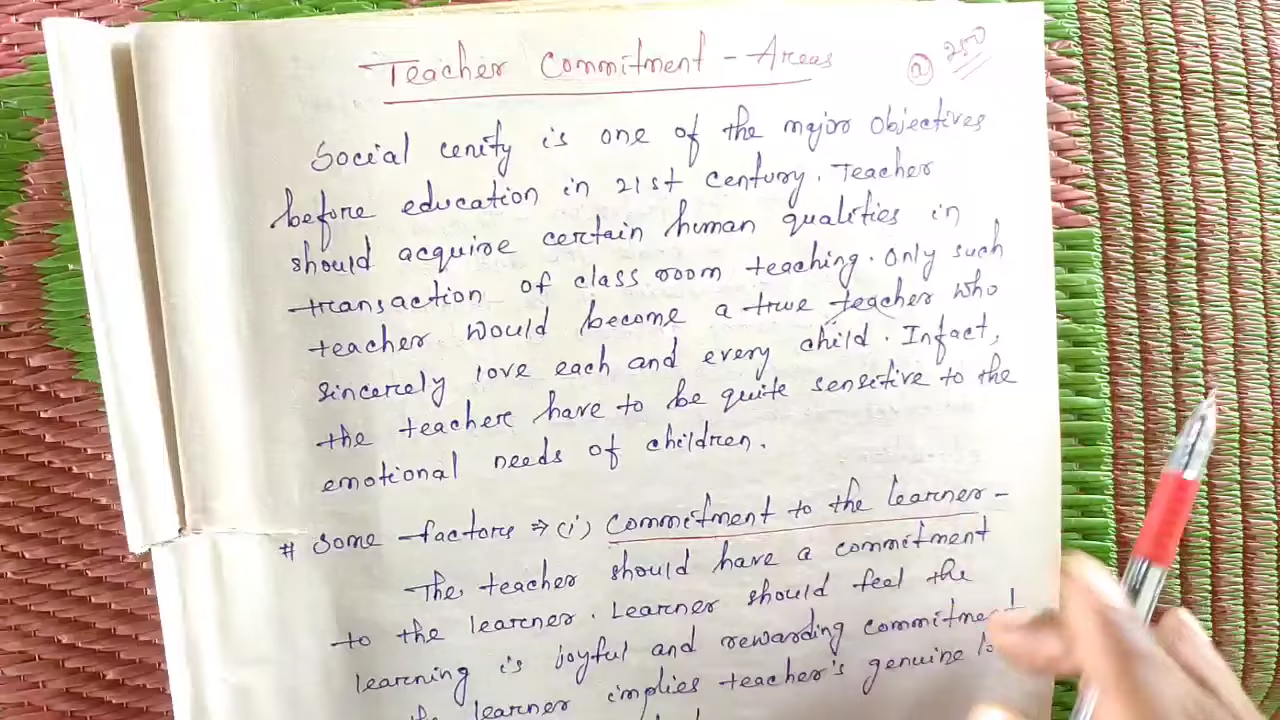 Teacher Commitment - Areas
(a) 250
Social cenity is one of the major objectives
before education in 21st century. Teacher
should acquire certain human qualities in
transaction of class room teaching. Only such
teacher would become a true teacher who
sincerely love each and every child. Infact,
the teacher have to be quite sensitive to the
emotional needs of children.
# Some factors ⇒ (i) Commitment to the learner -
The teacher should have a commitment
to the learner. Learner should feel the
learning is joyful and rewarding commitment
learner implies teacher's genuine